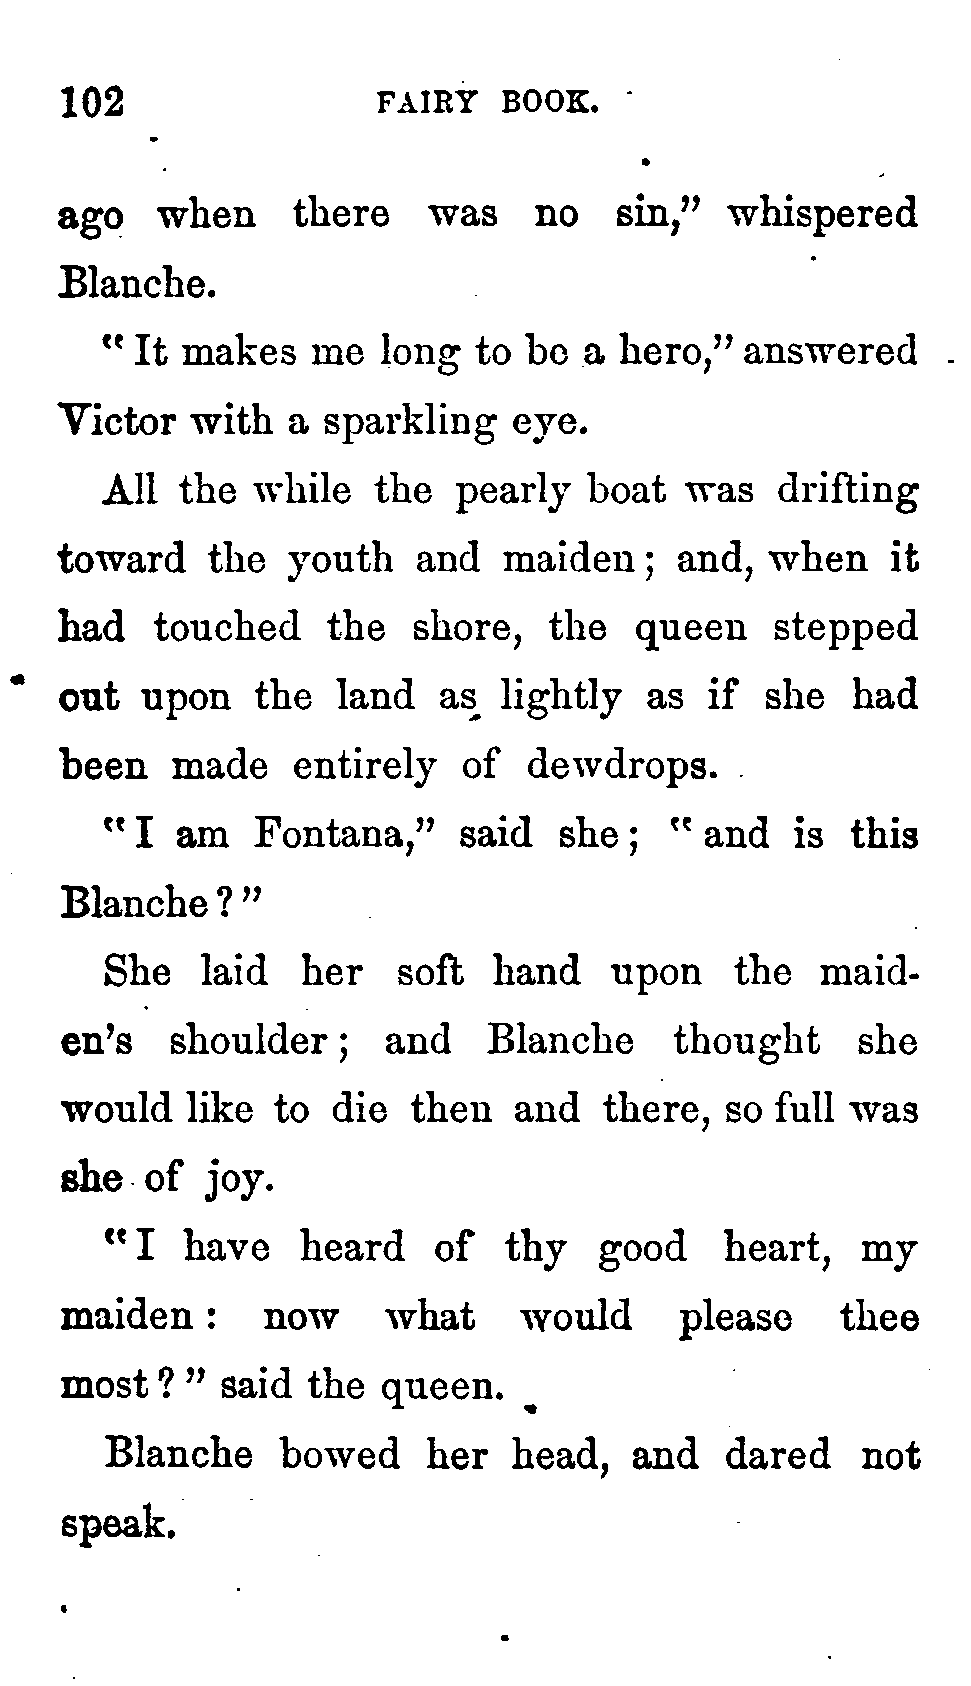 102 FAIRY BOOK.
ago when there was no sin,” whispered
Blanche.
“It makes me long to be a hero,” answered
Victor with a sparkling eye.
All the while the pearly boat was drifting
toward the youth and maiden; and, when it
had touched the shore, the queen stepped
out upon the land as lightly as if she had
been made entirely of dewdrops.
“I am Fontana,” said she; “and is this
Blanche?”
She laid her soft hand upon the maid-
en’s shoulder; and Blanche thought she
would like to die then and there, so full was
she of joy.
“I have heard of thy good heart, my
maiden: now what would please thee
most?” said the queen.
Blanche bowed her head, and dared not
speak.